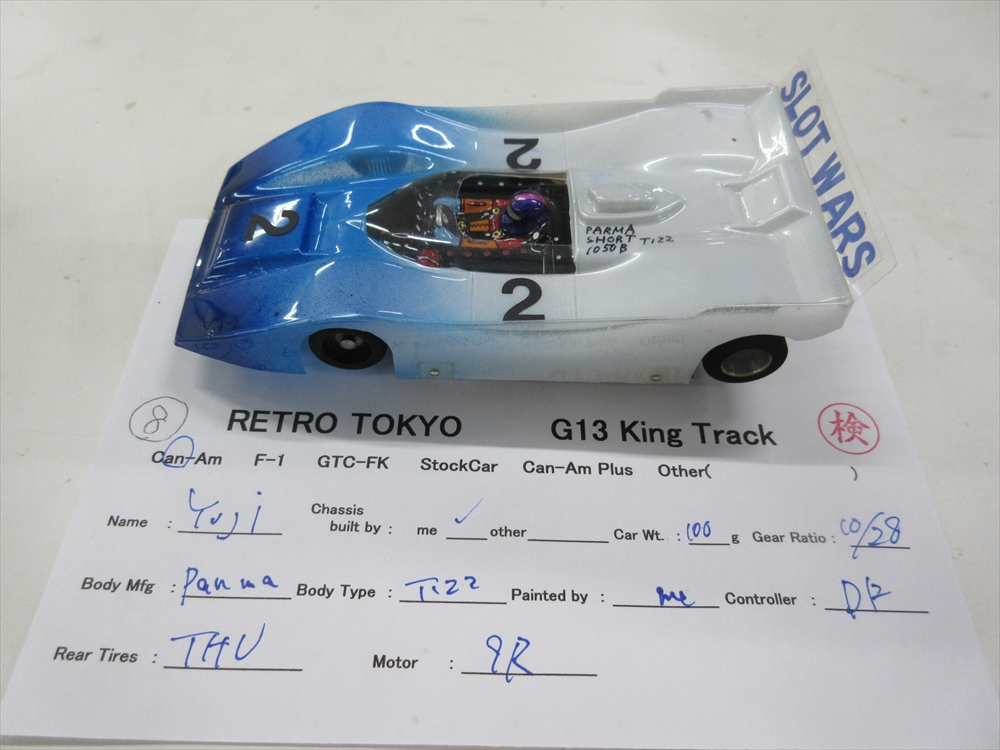 SLOT WARS
2
2
2
PARMA
SHORT Tizz
1050B
8
RETRO TOKYO G13 King Track 検
Can-Am F-1 GTC-FK StockCar Can-Am Plus Other( )
Name : Yuji Chassis built by : me ✓ other Car Wt. : 100 g Gear Ratio : 10/28
Body Mfg : Parma Body Type : Tizz Painted by : me Controller :
Rear Tires : THU Motor :